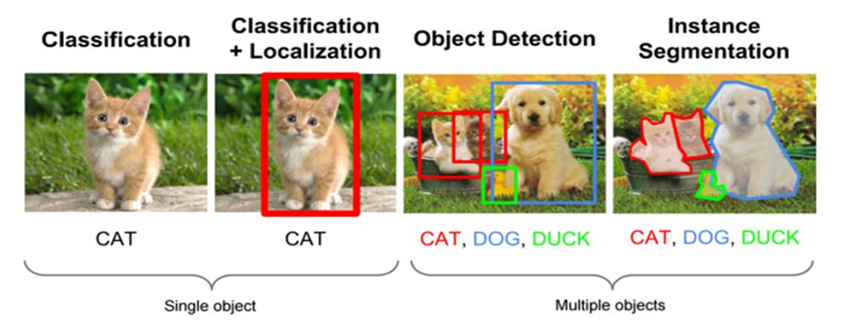 Classification
Classification
+ Localization
Object Detection
Instance
Segmentation
CAT
CAT
CAT, DOG, DUCK
CAT, DOG, DUCK
Single object
Multiple objects